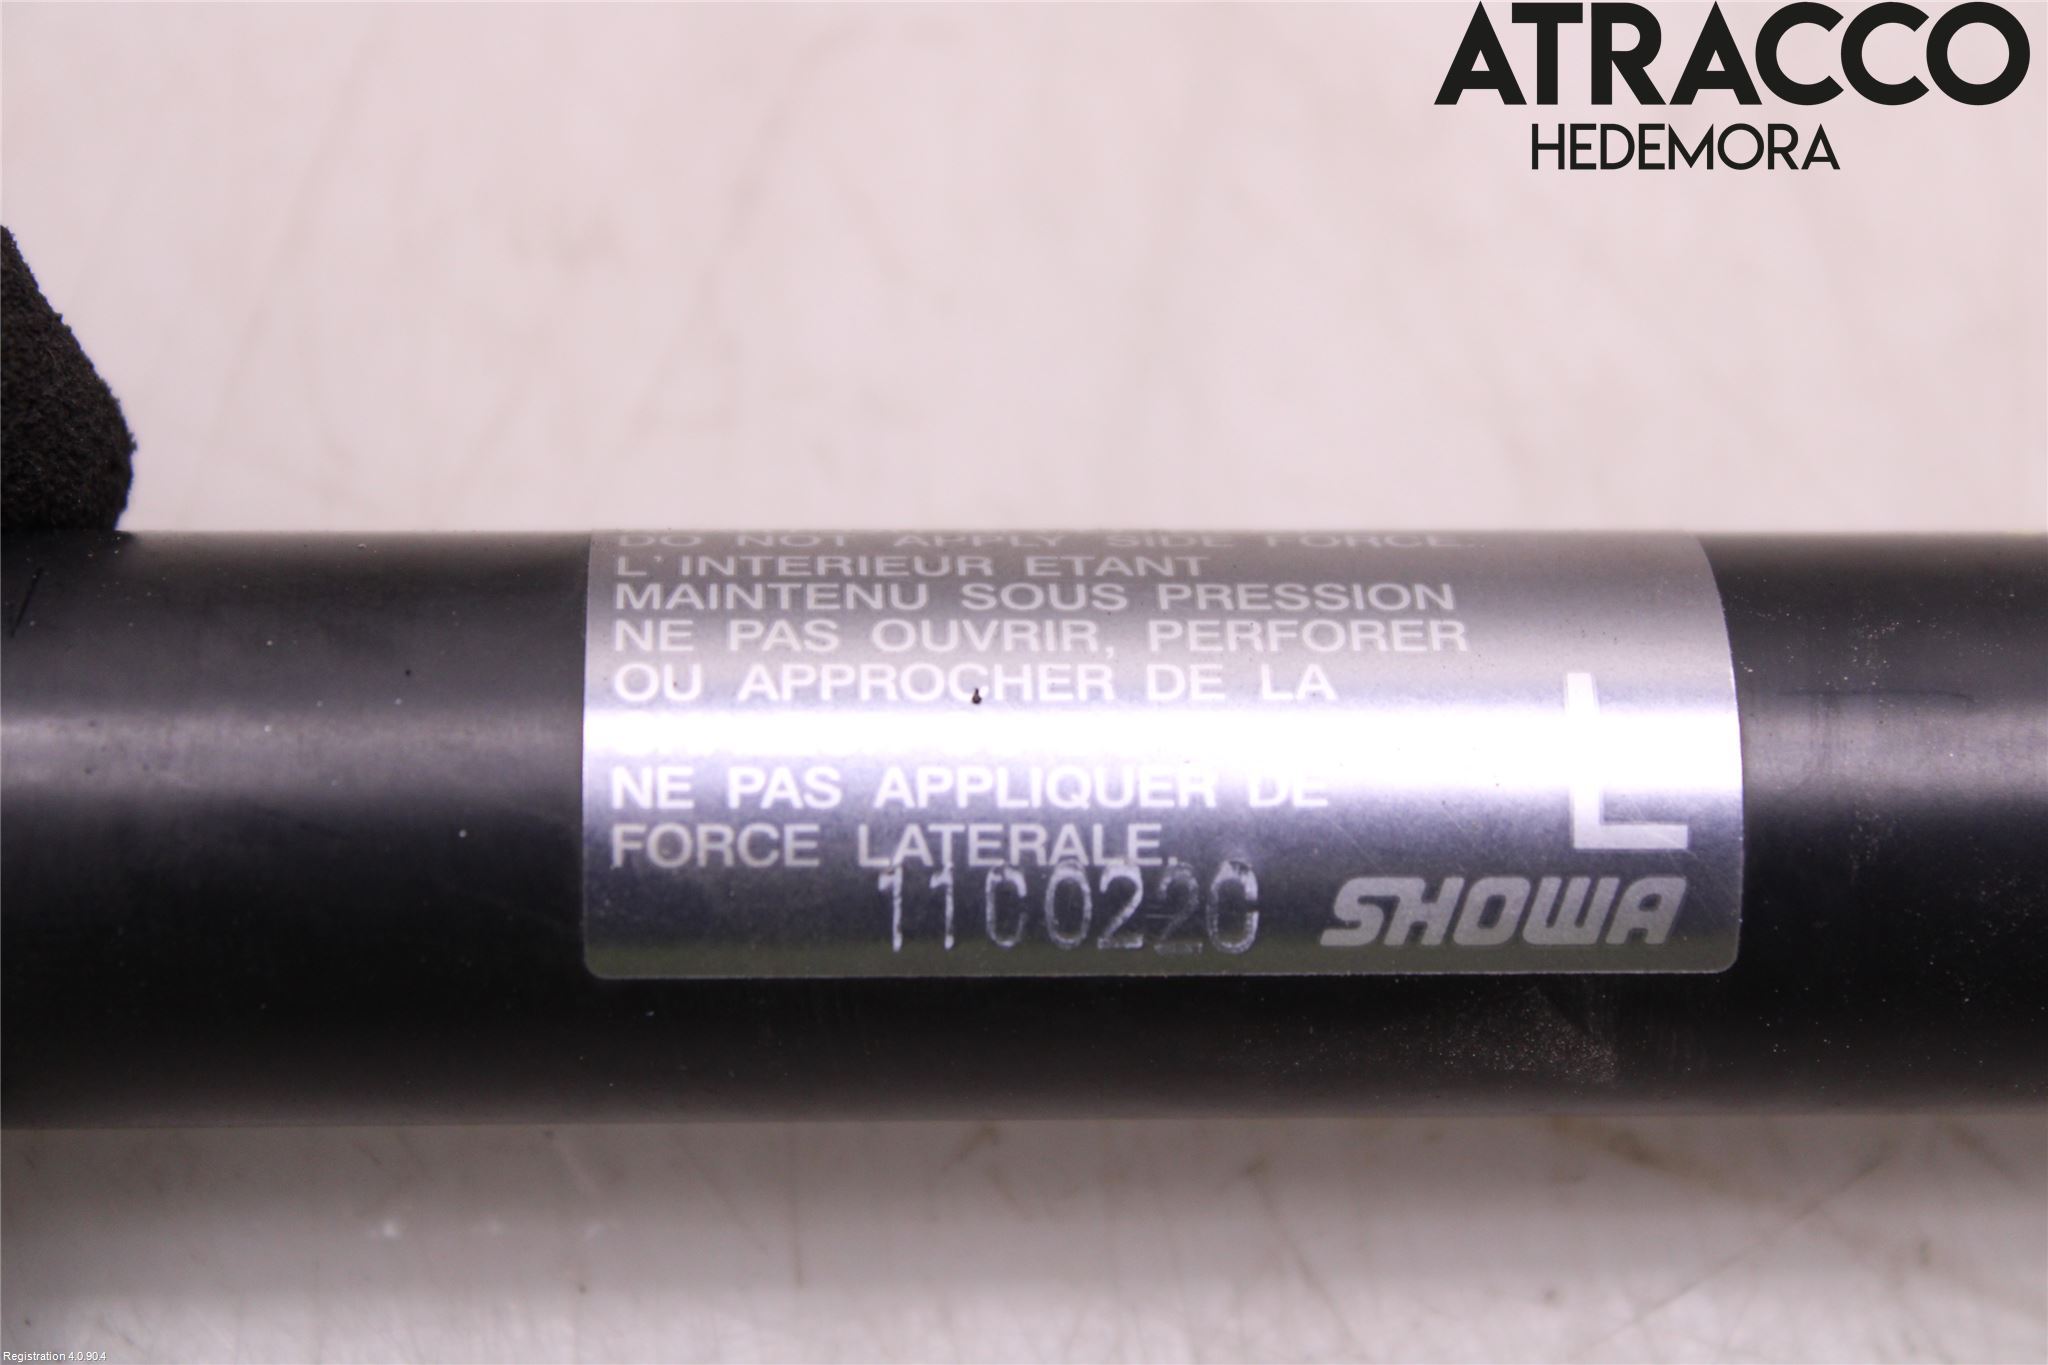 ATRACCO
HEDEMORA
DO NOT APPLY SIDE FORCE.
L'INTERIEUR ETANT
MAINTENU SOUS PRESSION
NE PAS OUVRIR, PERFORER
OU APPROCHER DE LA
NE PAS APPLIQUER DE
FORCE LATERALE.
L
11C0220
SHOWA
Registration 4.0.90.4